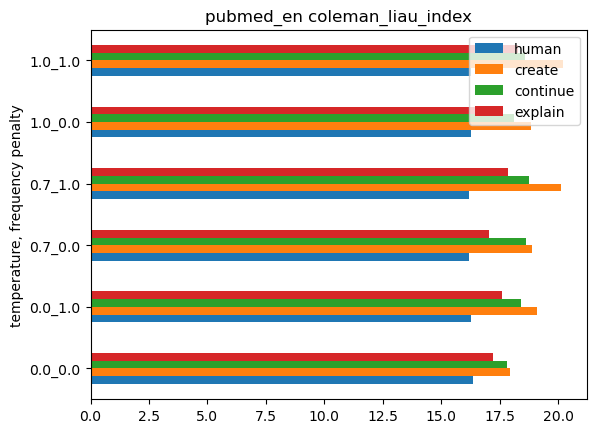 pubmed_en coleman_liau_index
human
create
continue
explain
temperature, frequency penalty
1.0_1.0
1.0_0.0
0.7_1.0
0.7_0.0
0.0_1.0
0.0_0.0
0.0 2.5 5.0 7.5 10.0 12.5 15.0 17.5 20.0